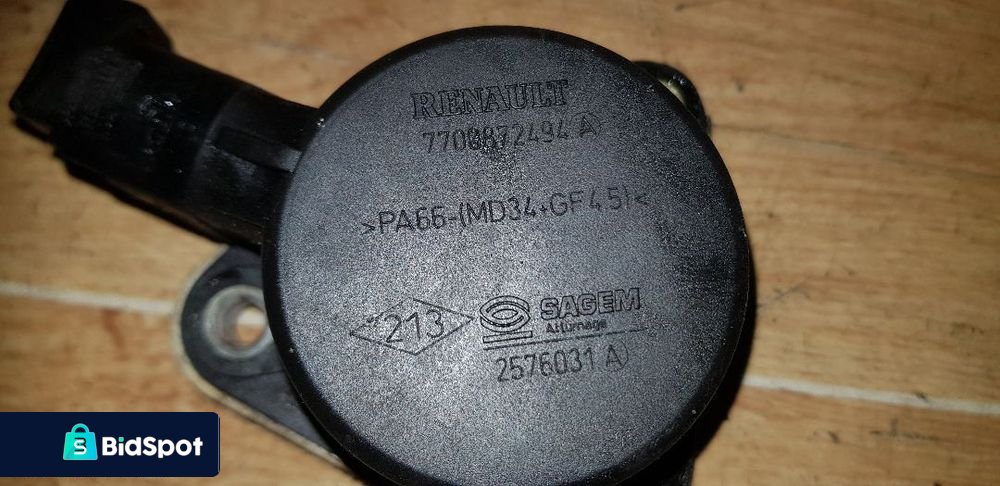 RENAULT
7700872494 A
>PA66-(MD34+GF4.5)<
213
SAGEM
Allumage
2576031 A
BidSpot